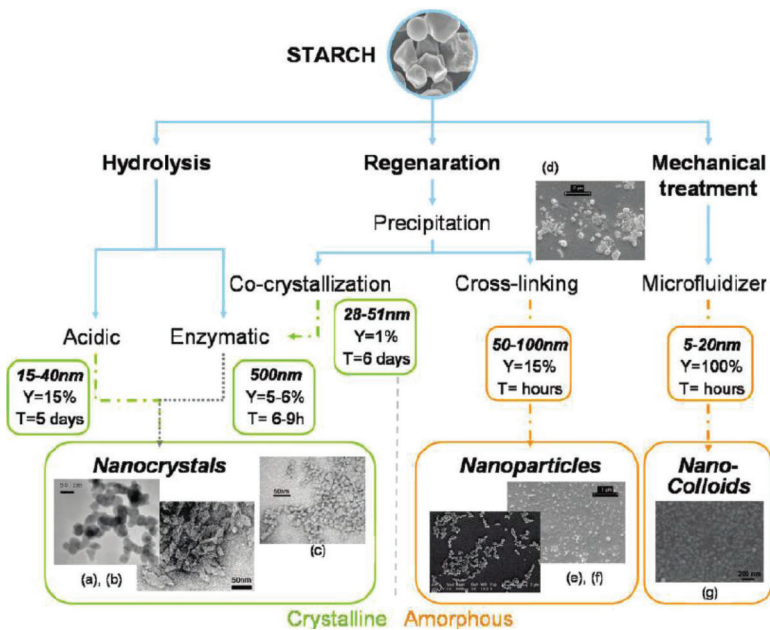 STARCH
Hydrolysis
Regenaration
Mechanical
treatment
(d)
Precipitation
Co-crystallization
Cross-linking
Microfluidizer
Acidic
Enzymatic
28-51nm
Y=1%
T=6 days
50-100nm
Y=15%
T= hours
5-20nm
Y=100%
T= hours
15-40nm
Y=15%
T=5 days
500nm
Y=5-6%
T= 6-9h
Nanocrystals
Nanoparticles
Nano-
Colloids
50nm
(c)
(a), (b)
50nm
(e), (f)
200 nm
(g)
Crystalline
Amorphous